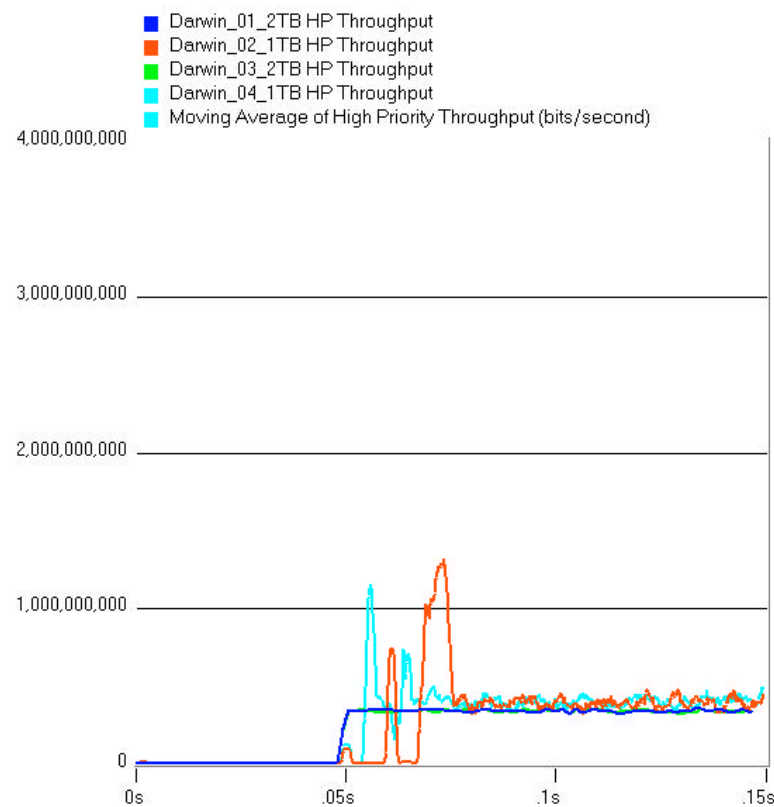 Darwin_01_2TB HP Throughput
Darwin_02_1TB HP Throughput
Darwin_03_2TB HP Throughput
Darwin_04_1TB HP Throughput
Moving Average of High Priority Throughput (bits/second)
4,000,000,000
3,000,000,000
2,000,000,000
1,000,000,000
0
0s .05s .1s .15s